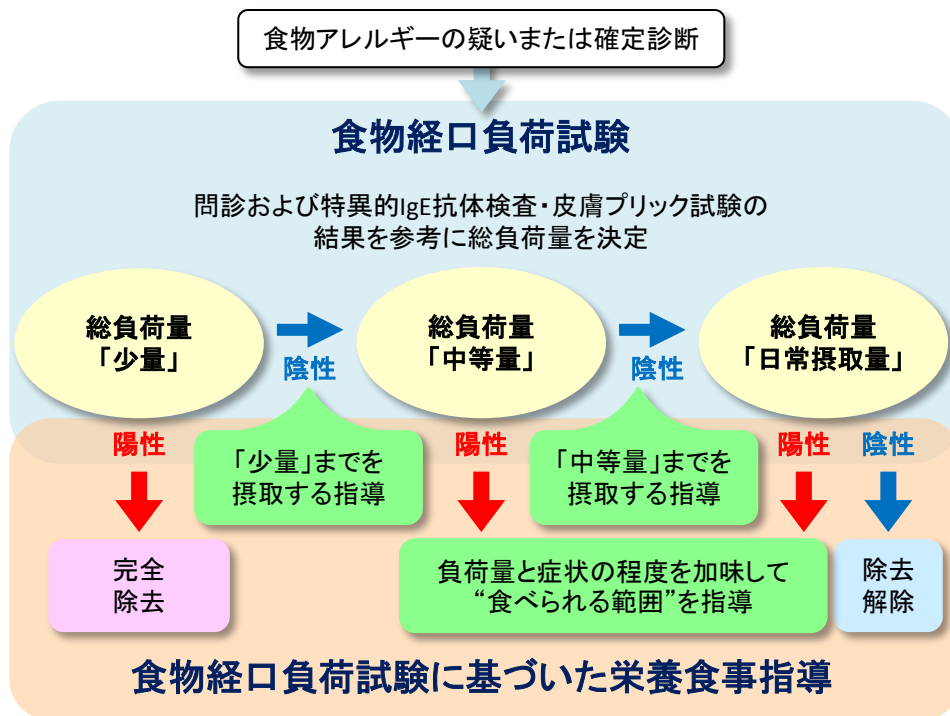 食物アレルギーの疑いまたは確定診断
食物経口負荷試験
問診および特異的IgE抗体検査・皮膚プリック試験の
結果を参考に総負荷量を決定
総負荷量
「少量」
陰性
総負荷量
「中等量」
陰性
総負荷量
「日常摂取量」
陽性
「少量」までを
摂取する指導
陽性
「中等量」までを
摂取する指導
陽性
陰性
完全
除去
負荷量と症状の程度を加味して
“食べられる範囲”を指導
除去
解除
食物経口負荷試験に基づいた栄養食事指導